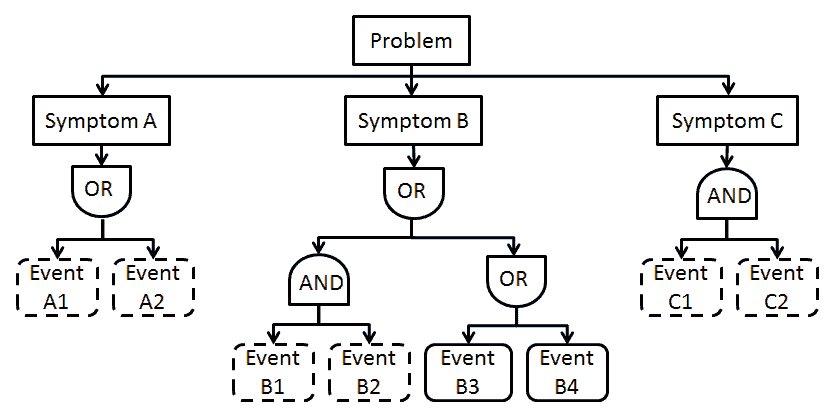 Problem
Symptom A
Symptom B
Symptom C
OR
OR
AND
Event
A1
Event
A2
AND
OR
Event
C1
Event
C2
Event
B1
Event
B2
Event
B3
Event
B4